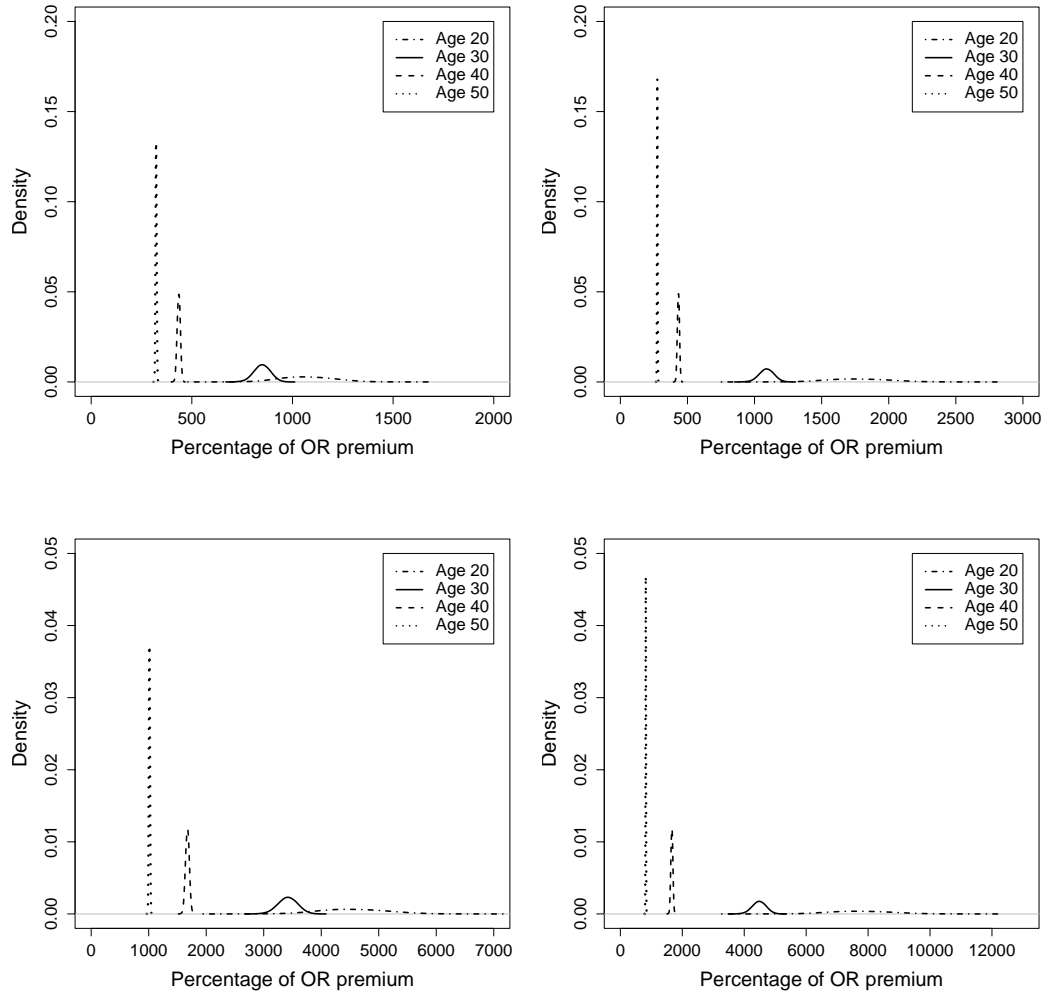 0.20
0.15
0.10
0.05
0.00
Density
Age 20
Age 30
Age 40
Age 50
0 500 1000 1500 2000
Percentage of OR premium
0.20
0.15
0.10
0.05
0.00
Density
Age 20
Age 30
Age 40
Age 50
0 500 1000 1500 2000 2500 3000
Percentage of OR premium
0.05
0.04
0.03
0.02
0.01
0.00
Density
Age 20
Age 30
Age 40
Age 50
0 1000 2000 3000 4000 5000 6000 7000
Percentage of OR premium
0.05
0.04
0.03
0.02
0.01
0.00
Density
Age 20
Age 30
Age 40
Age 50
0 2000 4000 6000 8000 10000 12000
Percentage of OR premium